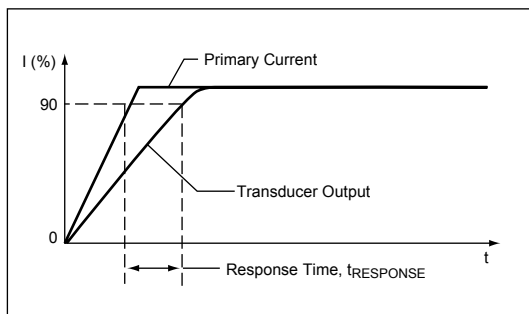 Primary Current
I (%)
90
Transducer Output
0
t
Response Time, tRESPONSE